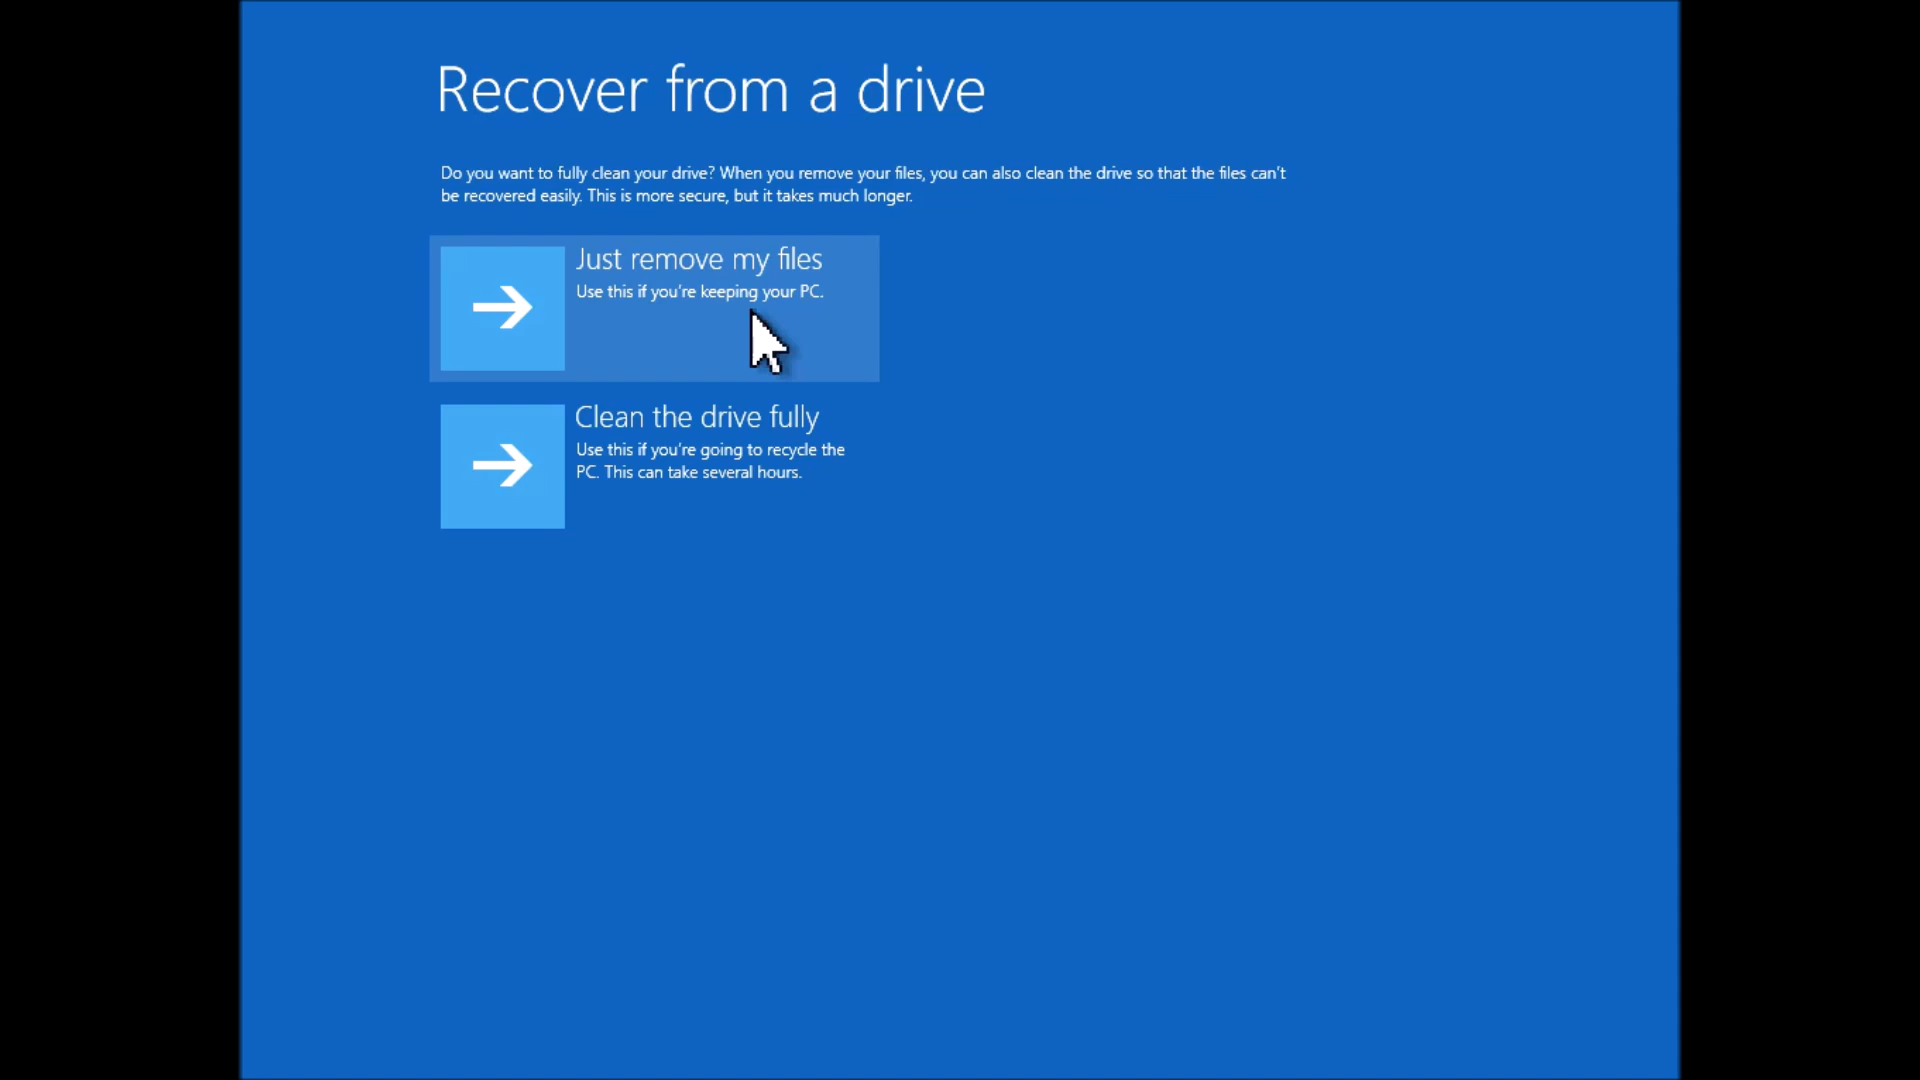 Recover from a drive
Do you want to fully clean your drive? When you remove your files, you can also clean the drive so that the files can't
be recovered easily. This is more secure, but it takes much longer.
Just remove my files
Use this if you're keeping your PC.
Clean the drive fully
Use this if you're going to recycle the
PC. This can take several hours.